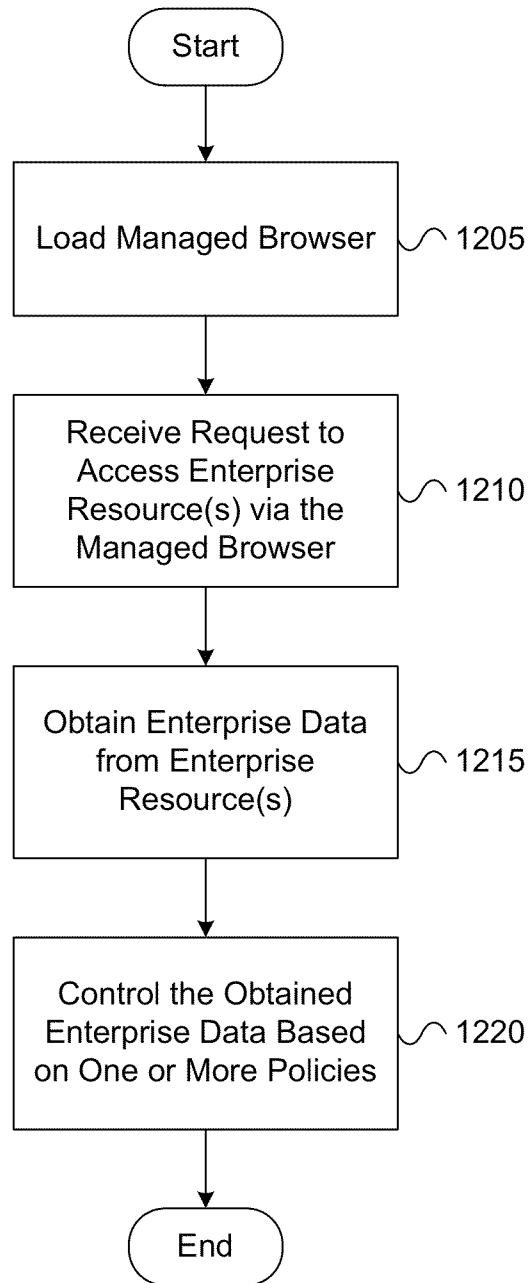 Start
Load Managed Browser
1205
Receive Request to
Access Enterprise
Resource(s) via the
Managed Browser
1210
Obtain Enterprise Data
from Enterprise
Resource(s)
1215
Control the Obtained
Enterprise Data Based
on One or More Policies
1220
End